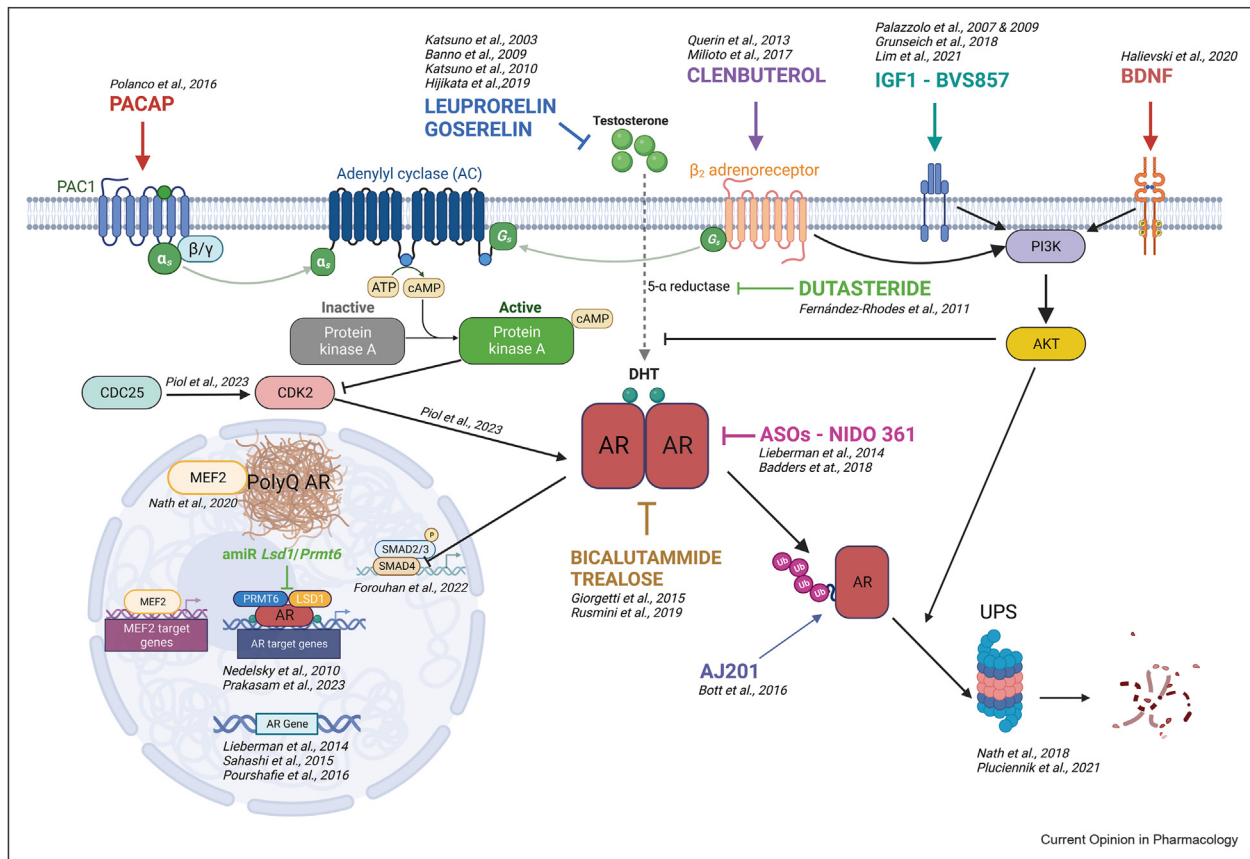 Polanco et al., 2016
PACAP
Katsuno et al., 2003
Banno et al., 2009
Katsuno et al., 2010
Hijikata et al.,2019
LEUPRORELIN
GOSERELIN
Testosterone
Querin et al., 2013
Milioto et al., 2017
CLENBUTEROL
Palazzolo et al., 2007 & 2009
Grunseich et al., 2018
Lim et al., 2021
IGF1 - BVS857
Halievski et al., 2020
BDNF
PAC1
Adenylyl cyclase (AC)
β2 adrenoreceptor
αs
β/γ
αs
Gs
Gs
PI3K
P
P
P
P
ATP
cAMP
5-α reductase
DUTASTERIDE
Fernández-Rhodes et al., 2011
Inactive
Protein
kinase A
Active
Protein
kinase A
cAMP
AKT
DHT
CDC25
Piol et al., 2023
CDK2
Piol et al., 2023
AR
AR
ASOs - NIDO 361
Lieberman et al., 2014
Badders et at., 2018
MEF2
PolyQ AR
Nath et al., 2020
amiR Lsd1/Prmt6
P
SMAD2/3
SMAD4
Forouhan et al., 2022
BICALUTAMMIDE
TREALOSE
Giorgetti et al., 2015
Rusmini et al., 2019
Ub
Ub
Ub
Ub
AR
MEF2
MEF2 target
genes
PRMT6
LSD1
AR
AR target genes
Nedelsky et al., 2010
Prakasam et al., 2023
AJ201
Bott et al., 2016
UPS
Nath et al., 2018
Pluciennik et al., 2021
AR Gene
Lieberman et al., 2014
Sahashi et al., 2015
Pourshafie et al., 2016
Current Opinion in Pharmacology